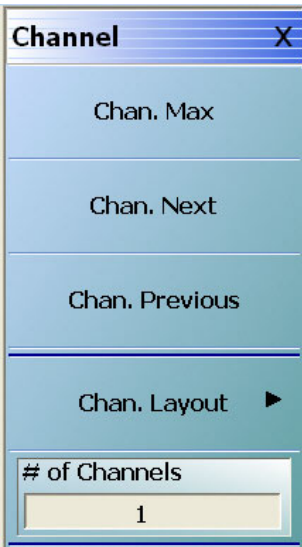 Channel X
Chan. Max
Chan. Next
Chan. Previous
Chan. Layout
# of Channels
1